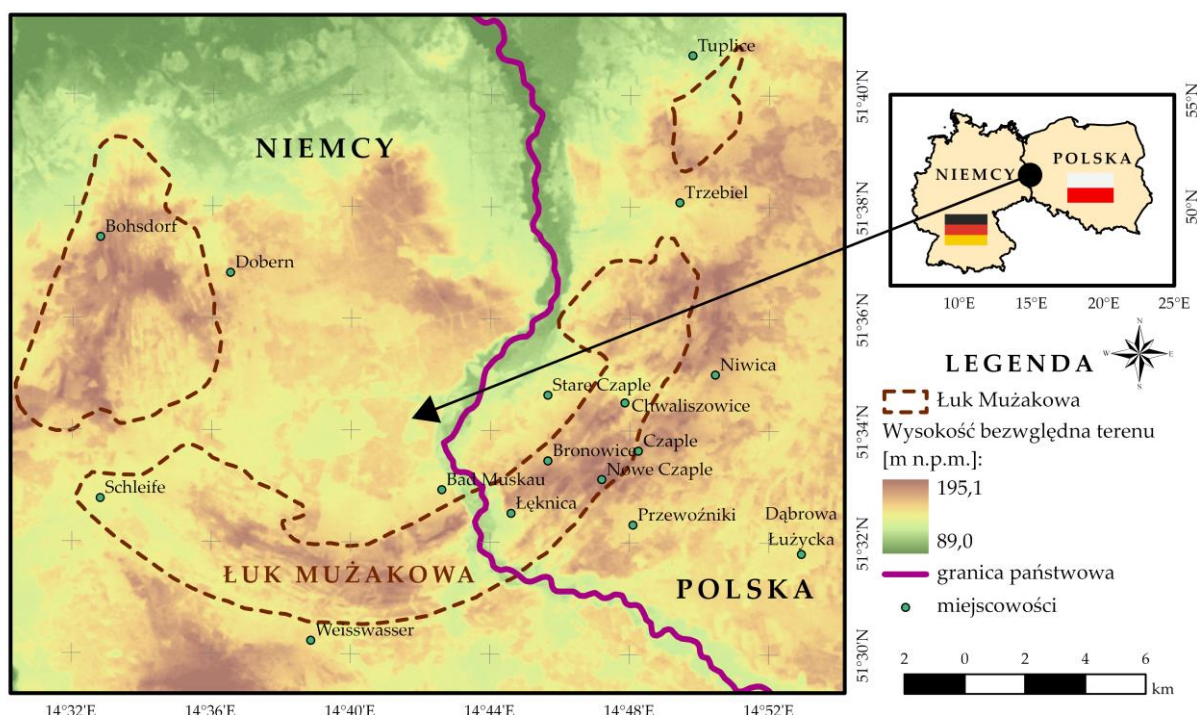 Tuplice
NIEMCY
Trzebiel
Bohsdorf
Dobern
Niwica
Stare Czaple
Chwaliszowice
Czaple
Bronowice
Nowe Czaple
Bad Muskau
Schleife
Łęknica
Przewoźniki
Dąbrowa
Łużycka
ŁUK MUŻAKOWA
POLSKA
Weisswasser
14°32'E 14°36'E 14°40'E 14°44'E 14°48'E 14°52'E
51°40'N
51°38'N
51°36'N
51°34'N
51°32'N
51°30'N
POLSKA
NIEMCY
55°N
50°N
10°E 15°E 20°E 25°E
N
W E
S
LEGENDA
Łuk Mużakowa
Wysokość bezwględna terenu
[m n.p.m.]:
195,1
89,0
granica państwowa
miejscowości
2 0 2 4 6
km